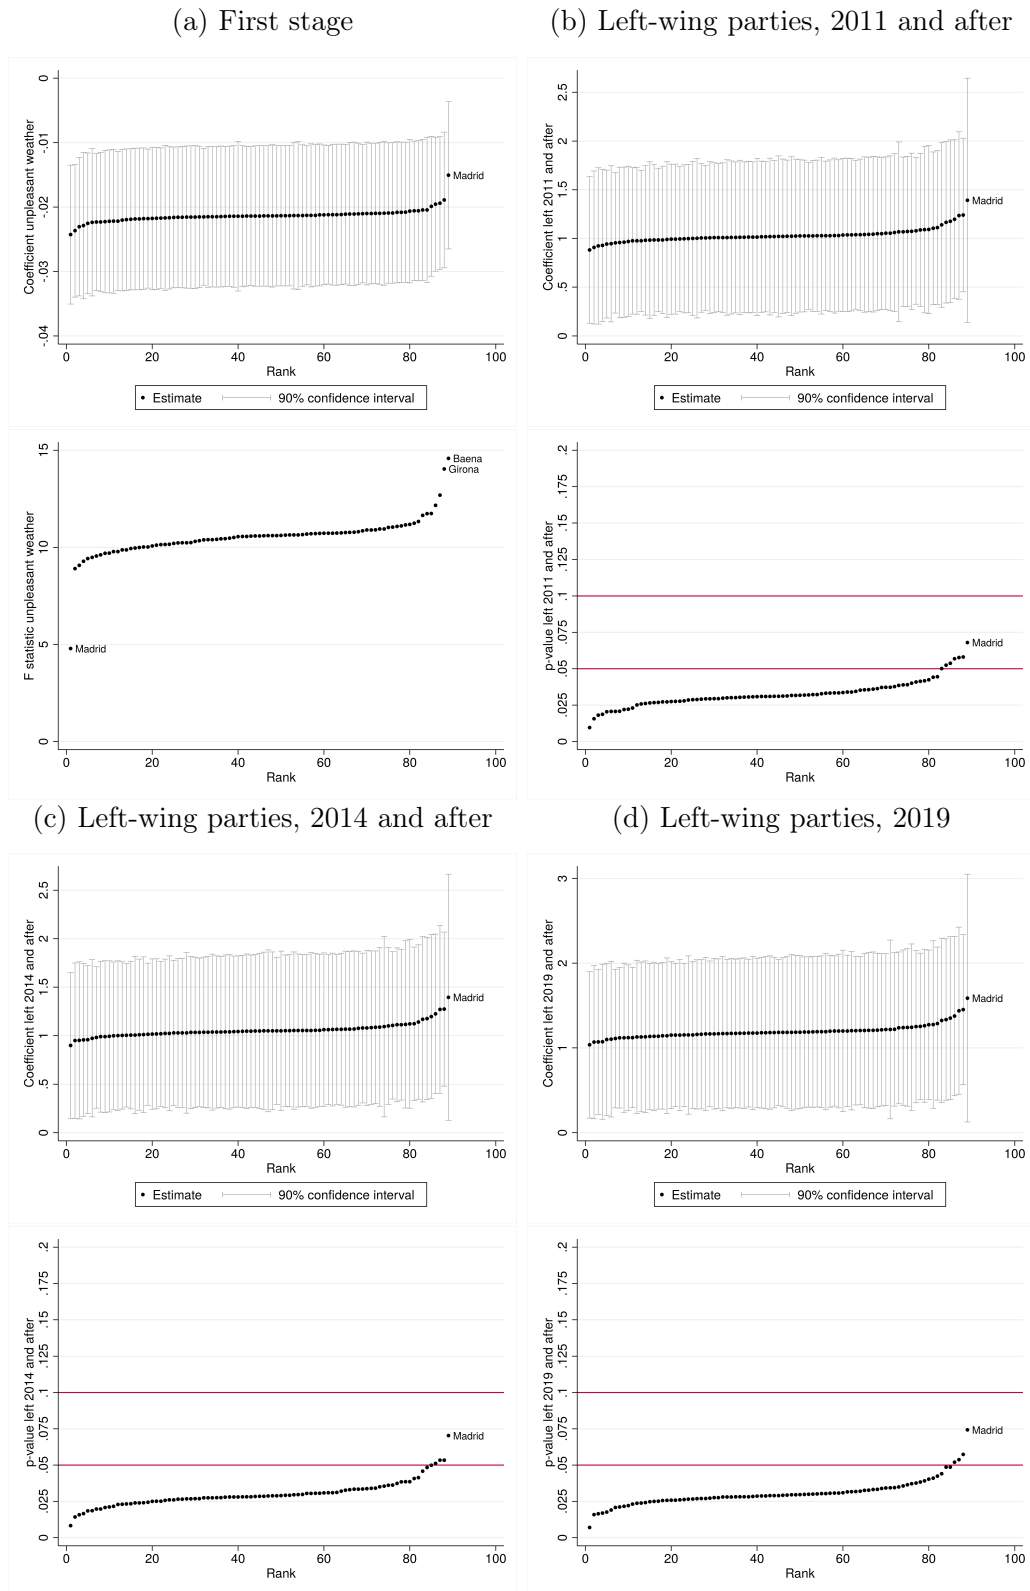 (a) First stage
Coefficient unpleasant weather
0
-.01
-.02
-.03
-.04
Madrid
0 20 40 60 80 100
Rank
Estimate 90% confidence interval
F statistic unpleasant weather
15
10
5
0
Baena
Girona
Madrid
0 20 40 60 80 100
Rank
(b) Left-wing parties, 2011 and after
Coefficient left 2011 and after
2.5
2
1.5
1
.5
0
Madrid
0 20 40 60 80 100
Rank
Estimate 90% confidence interval
p-value left 2011 and after
.2
.175
.15
.125
.1
.075
.05
.025
0
Madrid
0 20 40 60 80 100
Rank
(c) Left-wing parties, 2014 and after
Coefficient left 2014 and after
2.5
2
1.5
1
.5
0
Madrid
0 20 40 60 80 100
Rank
Estimate 90% confidence interval
p-value left 2014 and after
.2
.175
.15
.125
.1
.075
.05
.025
0
Madrid
0 20 40 60 80 100
Rank
(d) Left-wing parties, 2019
Coefficient left 2019 and after
3
2
1
0
Madrid
0 20 40 60 80 100
Rank
Estimate 90% confidence interval
p-value left 2019 and after
.2
.175
.15
.125
.1
.075
.05
.025
0
Madrid
0 20 40 60 80 100
Rank